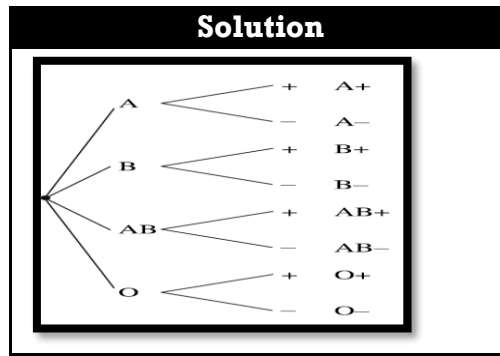 Solution
+ A+
A
– A–
+ B+
B
– B–
+ AB+
AB
– AB–
+ O+
O
– O–